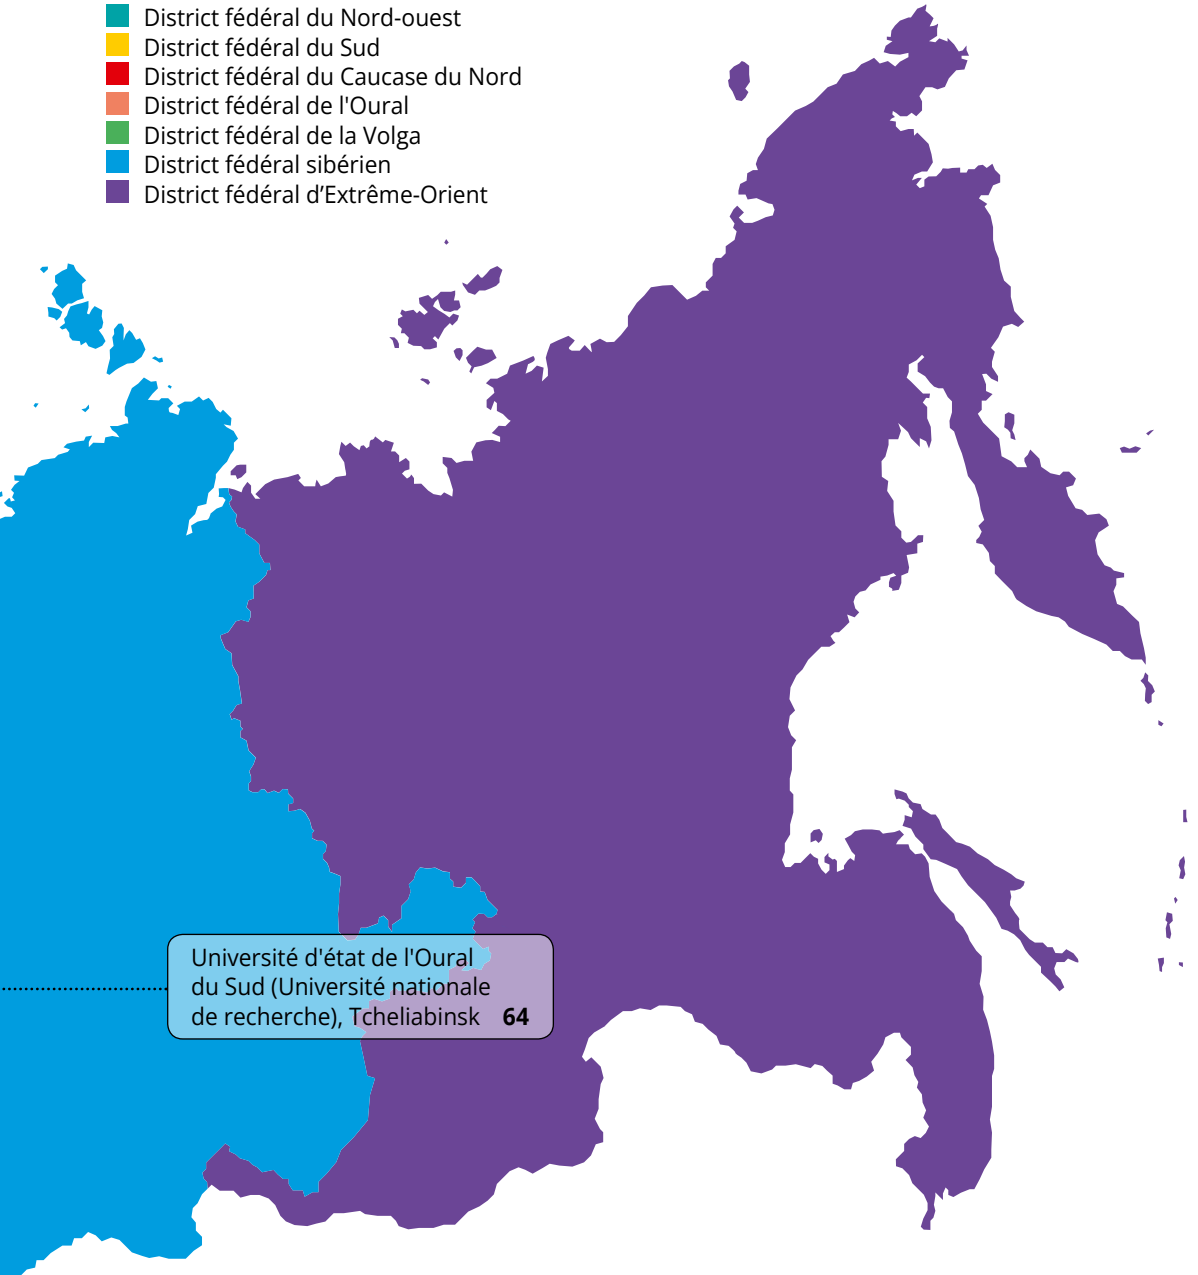 District fédéral du Nord-ouest
District fédéral du Sud
District fédéral du Caucase du Nord
District fédéral de l'Oural
District fédéral de la Volga
District fédéral sibérien
District fédéral d’Extrême-Orient
Université d'état de l'Oural
du Sud (Université nationale
de recherche), Tcheliabinsk 64